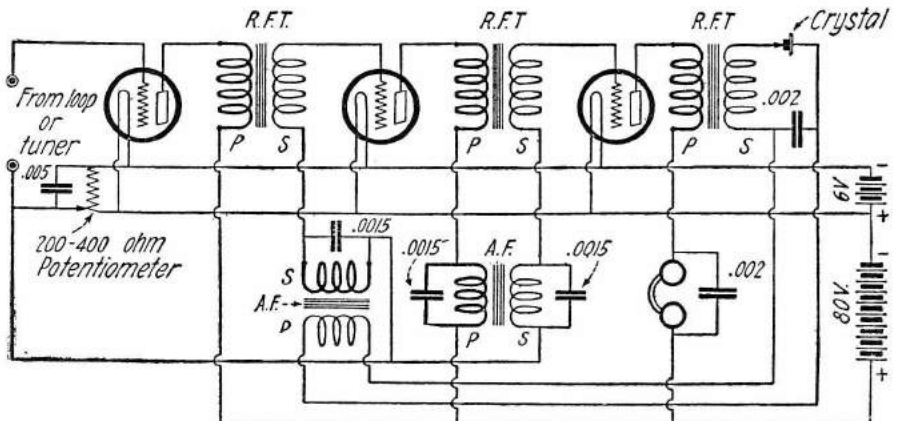 R.F.T.
R.F.T
R.F.T
Crystal
From loop
or
tuner
.005
P
S
P
S
P
S
.002
-
6V
+
200-400 ohm
Potentiometer
.0015
S
A.F.
P
.0015
A.F.
.0015
P
S
.002
-
80V.
+